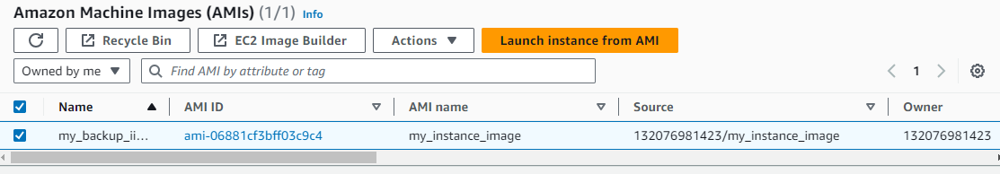 Amazon Machine Images (AMIs) (1/1) Info
Recycle Bin EC2 Image Builder Actions Launch instance from AMI
Owned by me Find AMI by attribute or tag 1
Name AMI ID AMI name Source Owner
my_backup_ii... ami-06881cf3bff03c9c4 my_instance_image 132076981423/my_instance_image 132076981423